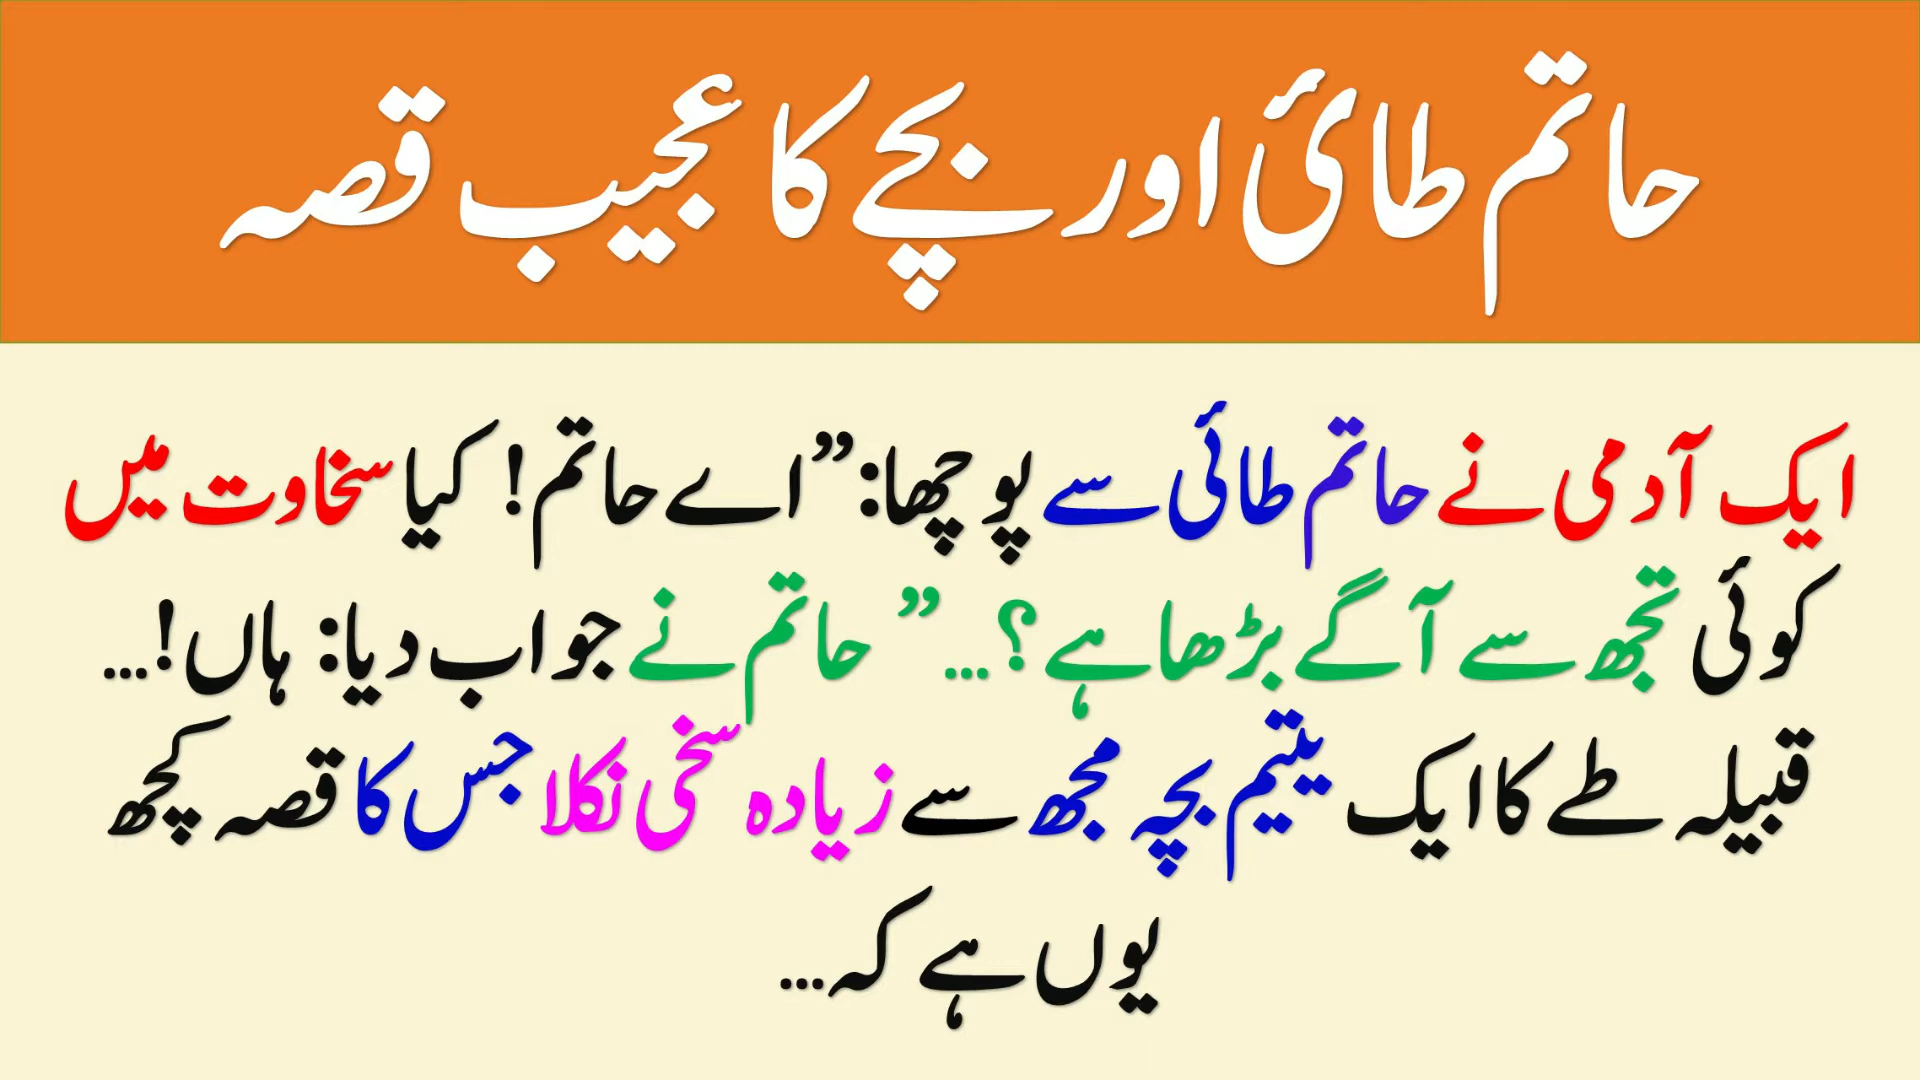 حاتم طائ اور بچے کا عجیب قصہ
ایک آدمی نے حاتم طائی سے پوچھا: ”اے حاتم! کیا سخاوت میں
کوئی تجھ سے آگے بڑھا ہے؟...” حاتم نے جواب دیا: ہاں!...
قبیلہ طے کا ایک یتیم بچہ مجھ سے زیادہ سخی نکلا جس کا قصہ کچھ
یوں ہے کہ...